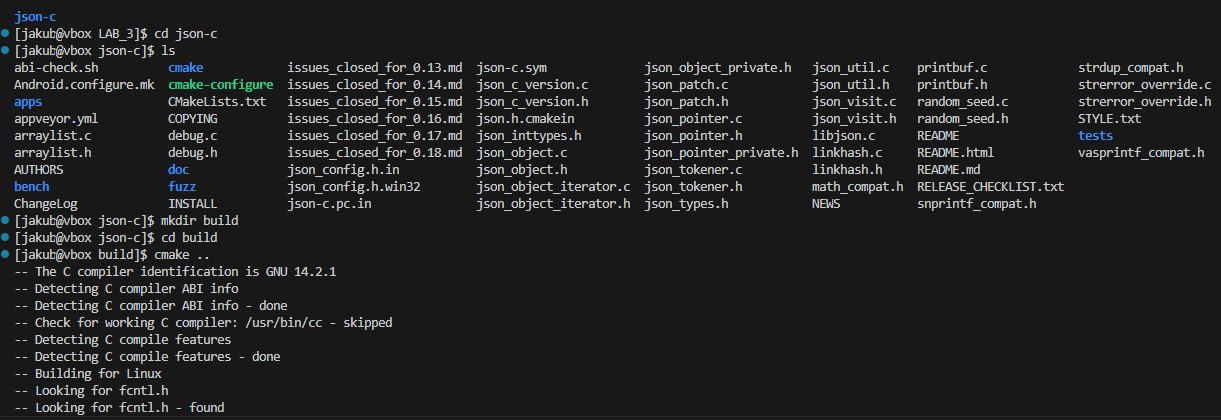 json-c
[jakub@vbox LAB_3]$ cd json-c
[jakub@vbox json-c]$ ls
abi-check.sh cmake issues_closed_for_0.13.md json-c.sym json_object_private.h json_util.c printbuf.c strdup_compat.h
Android.configure.mk cmake-configure issues_closed_for_0.14.md json_c_version.c json_patch.c json_util.h printbuf.h strerror_override.c
apps CMakeLists.txt issues_closed_for_0.15.md json_c_version.h json_patch.h json_visit.c random_seed.c strerror_override.h
appveyor.yml COPYING issues_closed_for_0.16.md json.h.cmakein json_pointer.c json_visit.h random_seed.h STYLE.txt
arraylist.c debug.c issues_closed_for_0.17.md json_inttypes.h json_pointer.h libjson.c README tests
arraylist.h debug.h issues_closed_for_0.18.md json_object.c json_pointer_private.h linkhash.c README.html vasprintf_compat.h
AUTHORS doc json_config.h.in json_object.h json_tokener.c linkhash.h README.md
bench fuzz json_config.h.win32 json_object_iterator.c json_tokener.h math_compat.h RELEASE_CHECKLIST.txt
ChangeLog INSTALL json-c.pc.in json_object_iterator.h json_types.h NEWS snprintf_compat.h
[jakub@vbox json-c]$ mkdir build
[jakub@vbox json-c]$ cd build
[jakub@vbox build]$ cmake ..
-- The C compiler identification is GNU 14.2.1
-- Detecting C compiler ABI info
-- Detecting C compiler ABI info - done
-- Check for working C compiler: /usr/bin/cc - skipped
-- Detecting C compile features
-- Detecting C compile features - done
-- Building for Linux
-- Looking for fcntl.h
-- Looking for fcntl.h - found